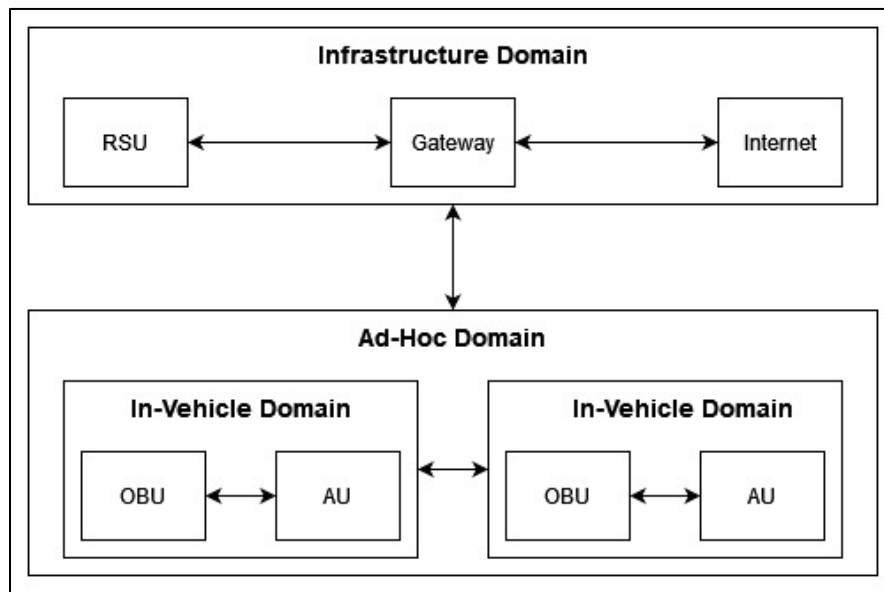 Infrastructure Domain
RSU
Gateway
Internet
Ad-Hoc Domain
In-Vehicle Domain
OBU
AU
In-Vehicle Domain
OBU
AU